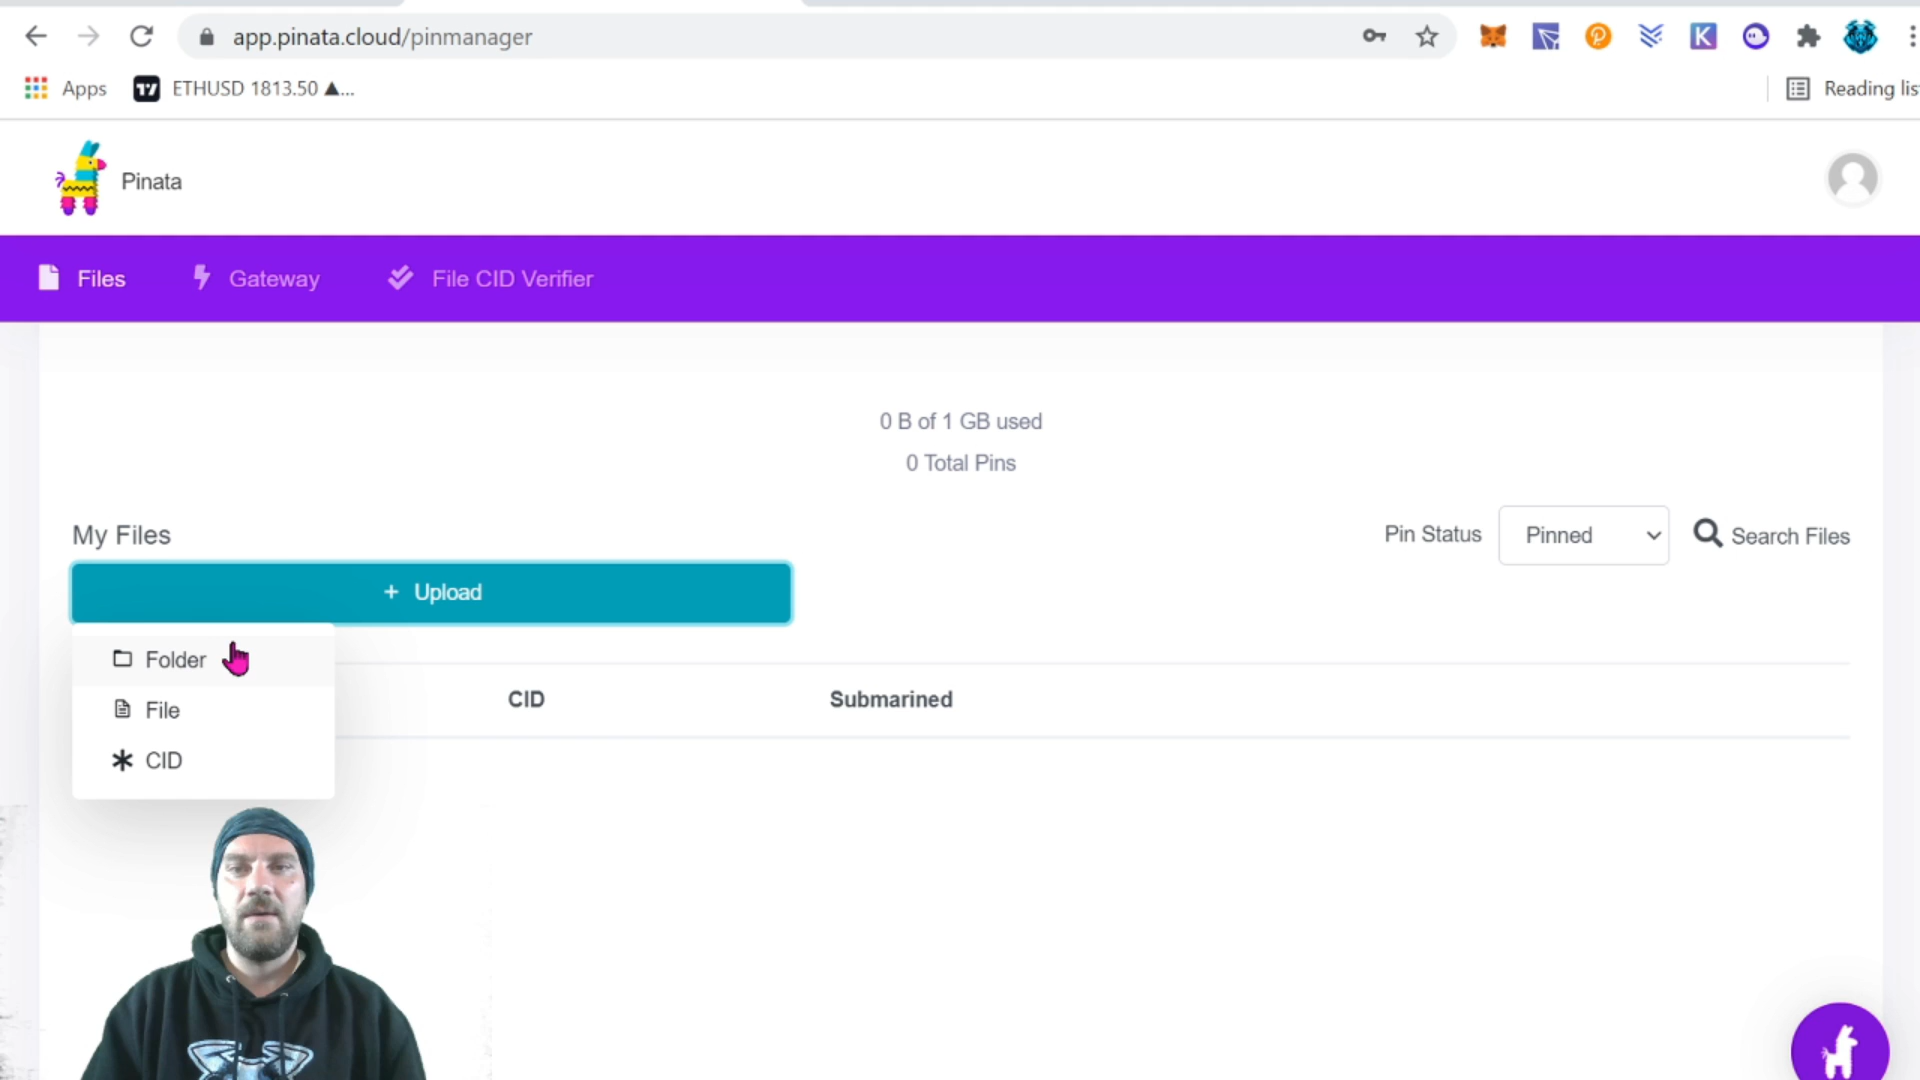 app.pinata.cloud/pinmanager
Apps
ETHUSD 1813.50 ▲...
Reading lis
Pinata
Files
Gateway
File CID Verifier
0 B of 1 GB used
0 Total Pins
My Files
Pin Status
Pinned
Search Files
+ Upload
Folder
File
CID
CID
Submarined